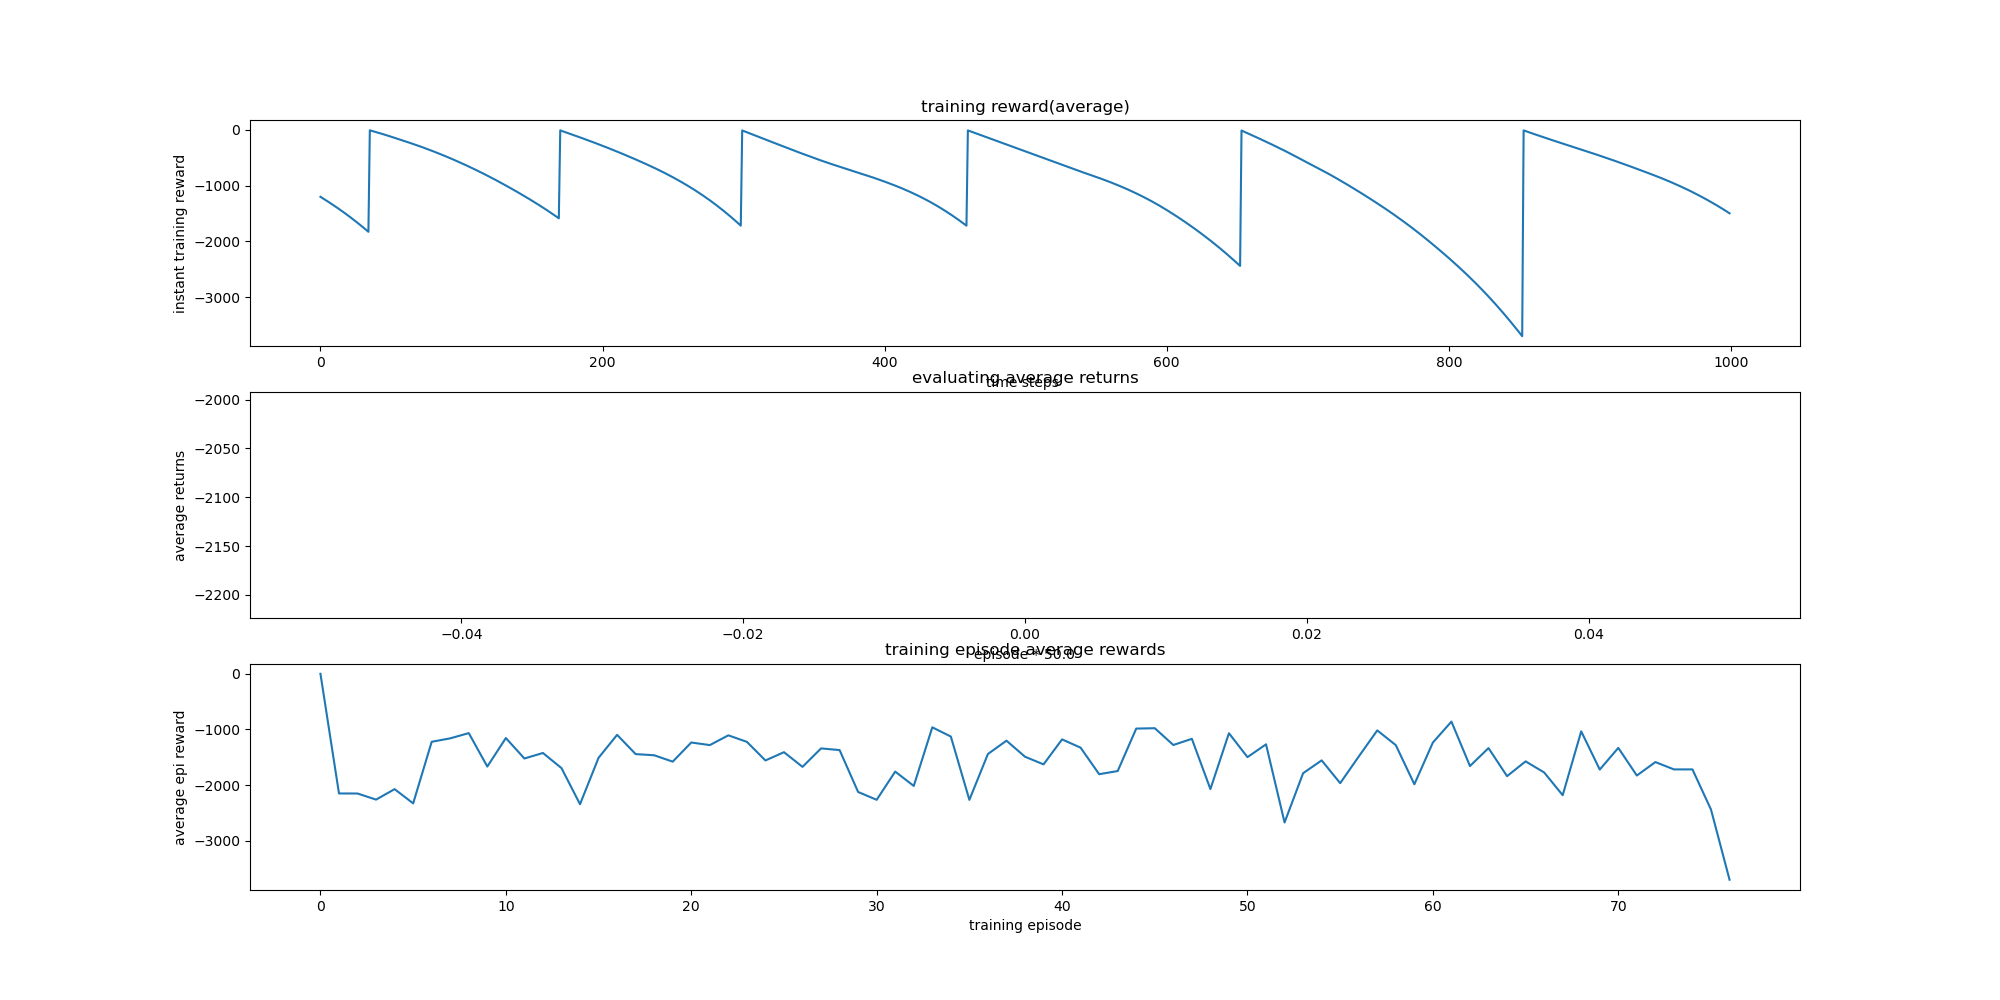 training reward(average)
instant training reward
0
−1000
−2000
−3000
0 200 400 600 800 1000
time steps
evaluating average returns
average returns
−2000
−2050
−2100
−2150
−2200
−0.04 −0.02 0.00 0.02 0.04
episode * 50.0
training episode average rewards
average epi reward
0
−1000
−2000
−3000
0 10 20 30 40 50 60 70
training episode